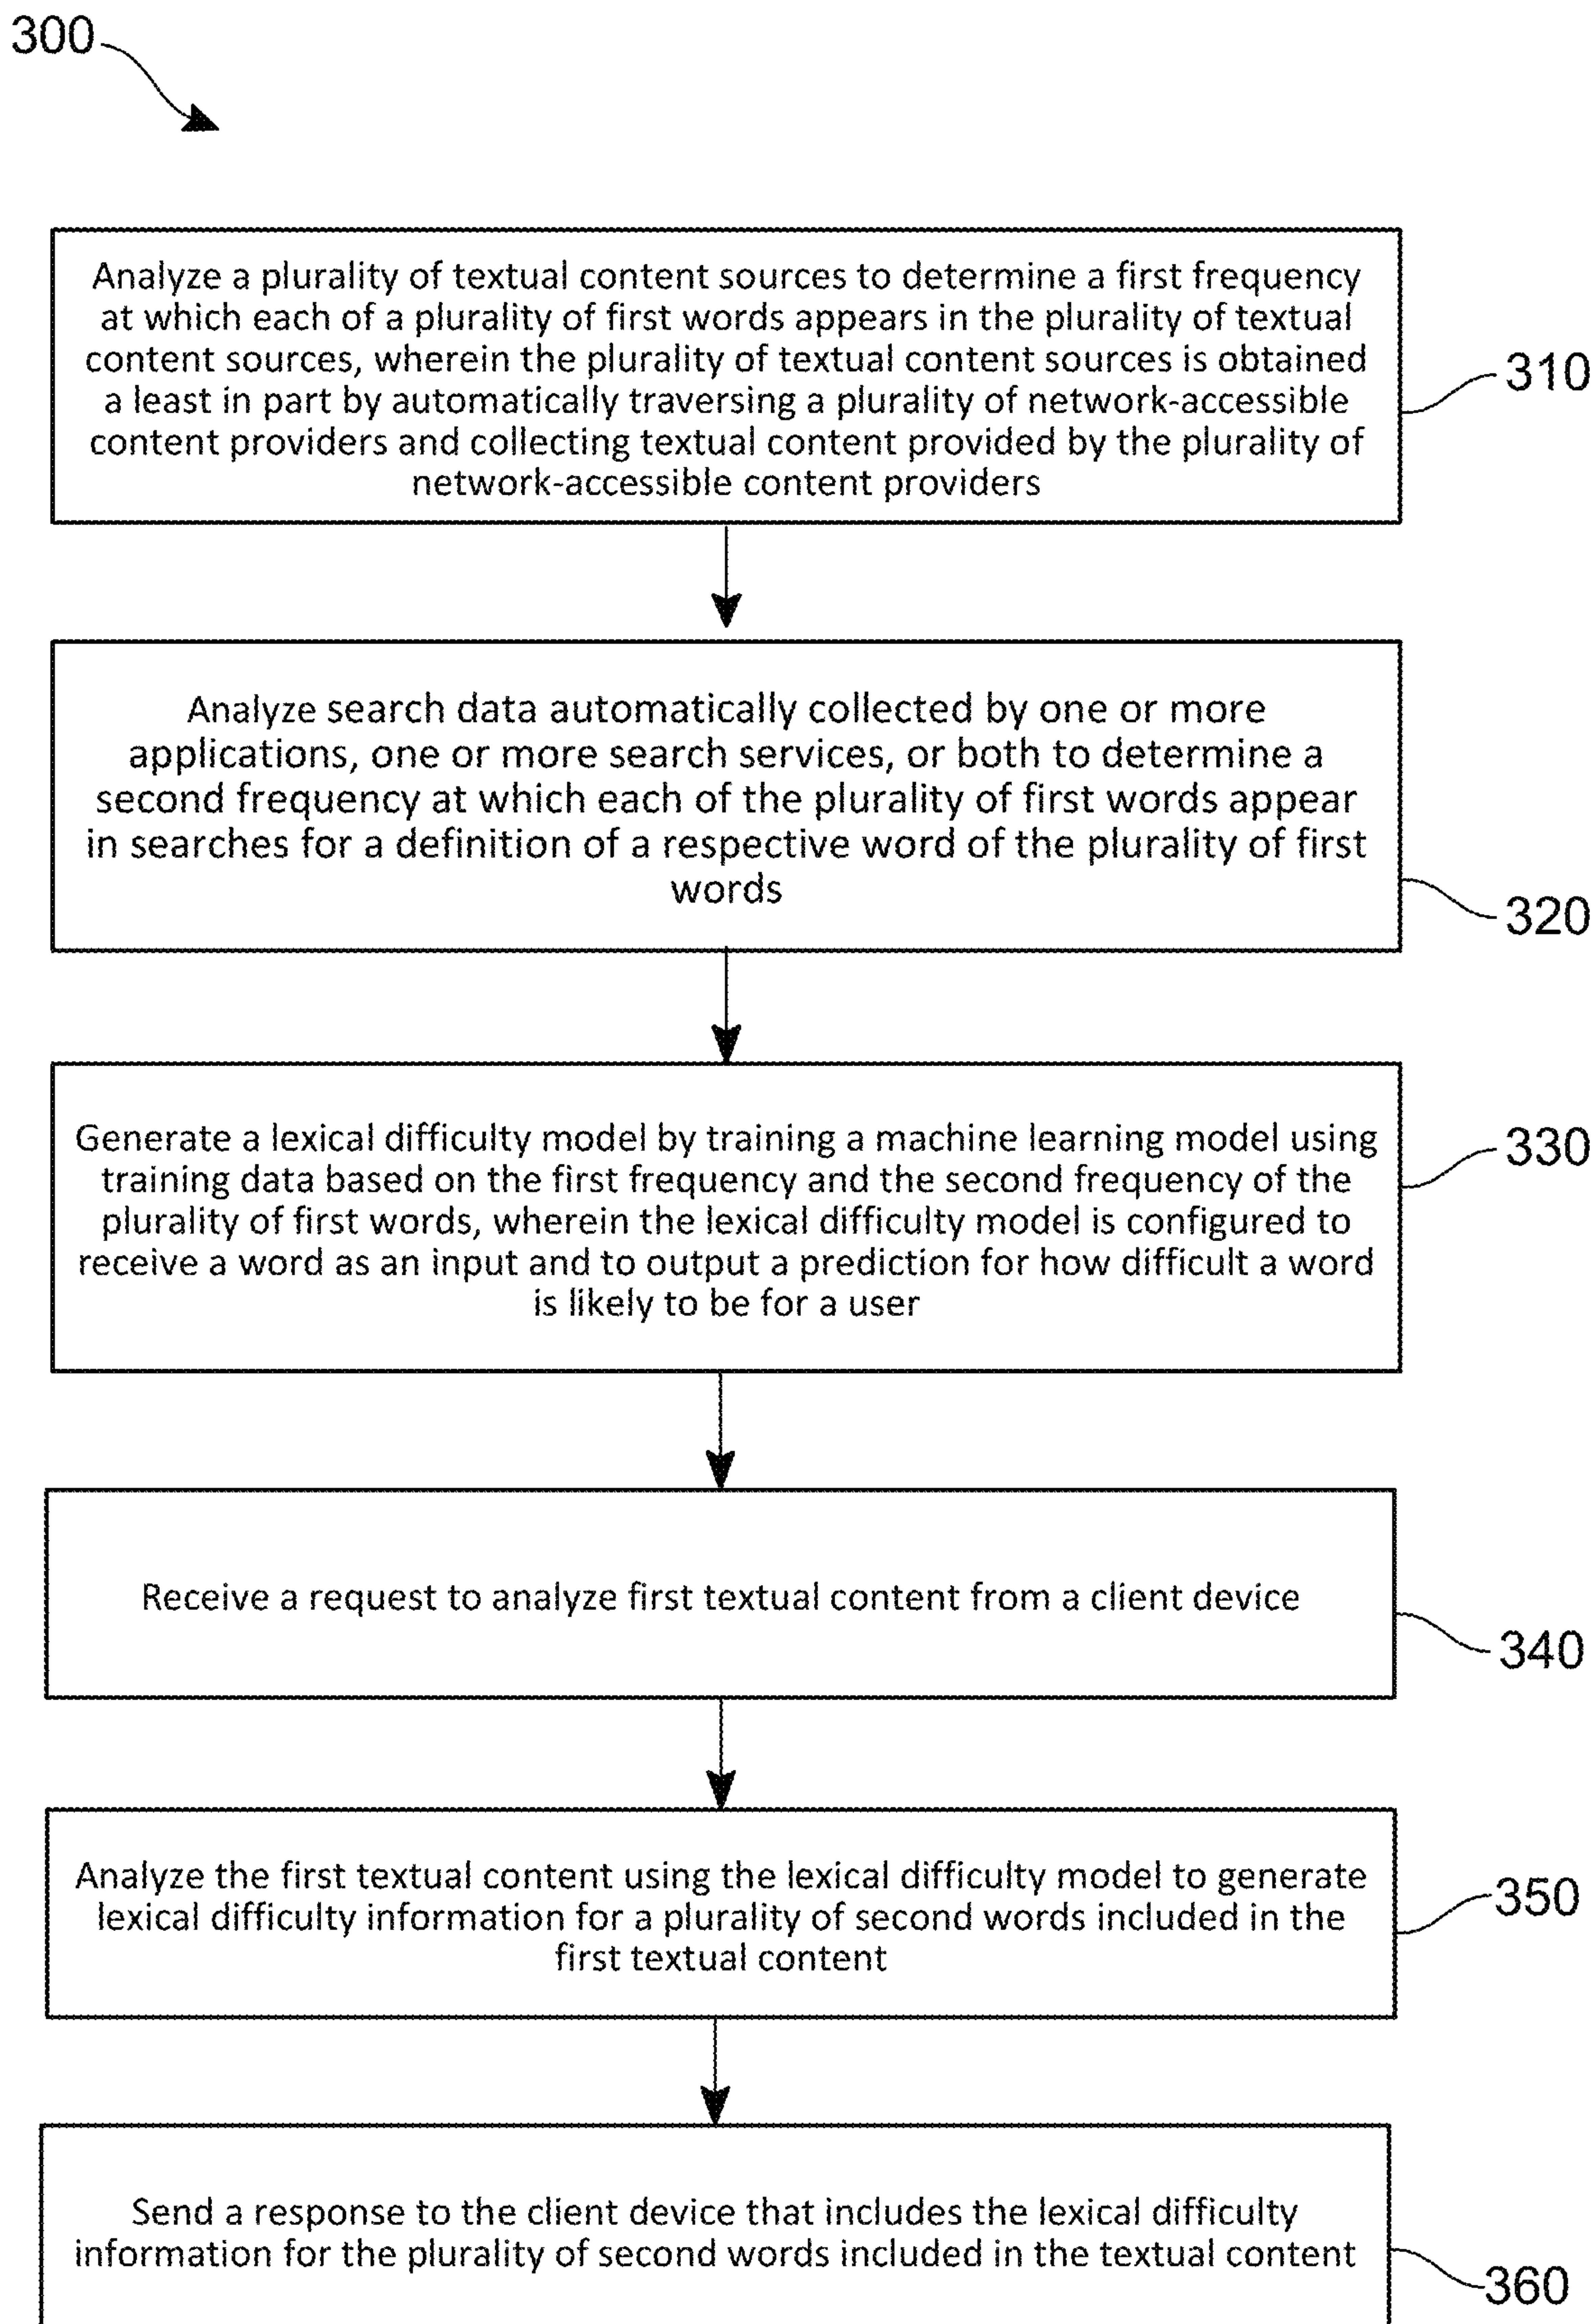 300
Analyze a plurality of textual content sources to determine a first frequency
at which each of a plurality of first words appears in the plurality of textual
content sources, wherein the plurality of textual content sources is obtained
a least in part by automatically traversing a plurality of network-accessible
content providers and collecting textual content provided by the plurality of
network-accessible content providers
310
Analyze search data automatically collected by one or more
applications, one or more search services, or both to determine a
second frequency at which each of the plurality of first words appear
in searches for a definition of a respective word of the plurality of first
words
320
Generate a lexical difficulty model by training a machine learning model using
training data based on the first frequency and the second frequency of the
plurality of first words, wherein the lexical difficulty model is configured to
receive a word as an input and to output a prediction for how difficult a word
is likely to be for a user
330
Receive a request to analyze first textual content from a client device
340
Analyze the first textual content using the lexical difficulty model to generate
lexical difficulty information for a plurality of second words included in the
first textual content
350
Send a response to the client device that includes the lexical difficulty
information for the plurality of second words included in the textual content
360